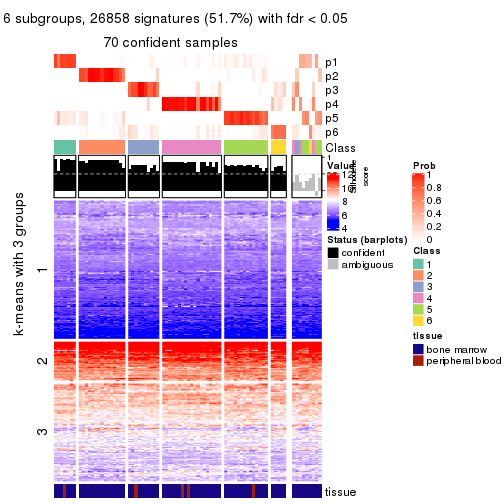 6 subgroups, 26858 signatures (51.7%) with fdr < 0.05
70 confident samples
p1
p2
p3
p4
p5
p6
Class
1
Silhouette
score
Value
12
10
8
6
4
Prob
1
0.8
0.6
0.4
0.2
0
Status (barplots)
confident
ambiguous
Class
1
2
3
4
5
6
tissue
bone marrow
peripheral blood
k-means with 3 groups
1
2
3
tissue